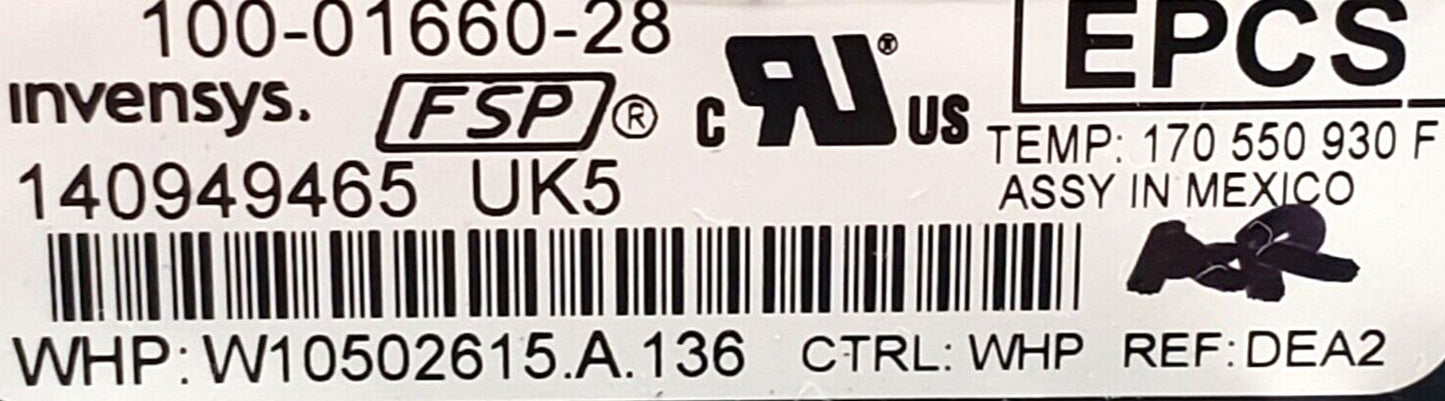 100-01660-28
EPCS
invensys. FSP® c RU® US
TEMP: 170 550 930 F
140949465 UK5
ASSY IN MEXICO
WHP: W10502615.A.136 CTRL: WHP REF: DEA2